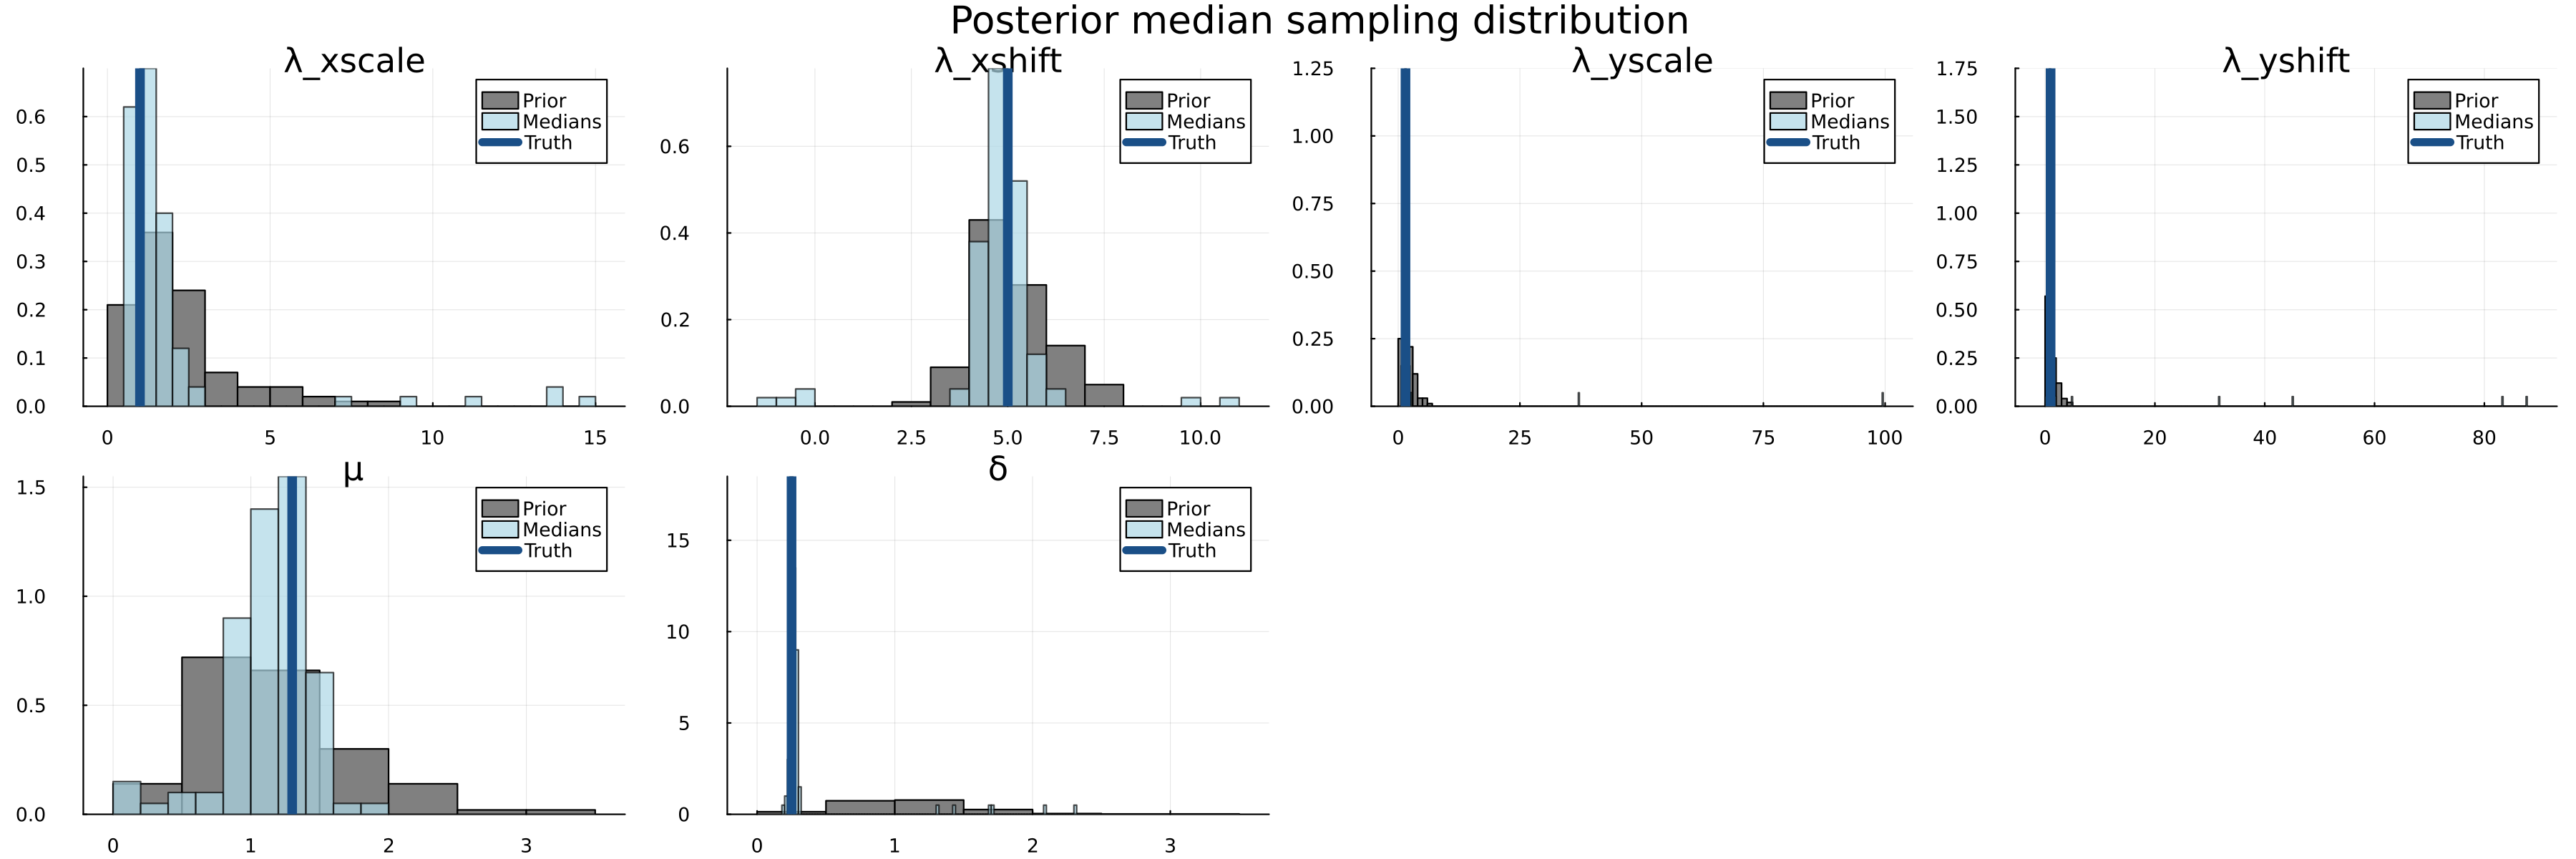 Posterior median sampling distribution
λ_xscale
Prior
Medians
Truth
0.6
0.5
0.4
0.3
0.2
0.1
0.0
0 5 10 15
λ_xshift
Prior
Medians
Truth
0.6
0.4
0.2
0.0
0.0 2.5 5.0 7.5 10.0
λ_yscale
Prior
Medians
Truth
1.25
1.00
0.75
0.50
0.25
0.00
0 25 50 75 100
λ_yshift
Prior
Medians
Truth
1.75
1.50
1.25
1.00
0.75
0.50
0.25
0.00
0 20 40 60 80
μ
Prior
Medians
Truth
1.5
1.0
0.5
0.0
0 1 2 3
δ
Prior
Medians
Truth
15
10
5
0
0 1 2 3